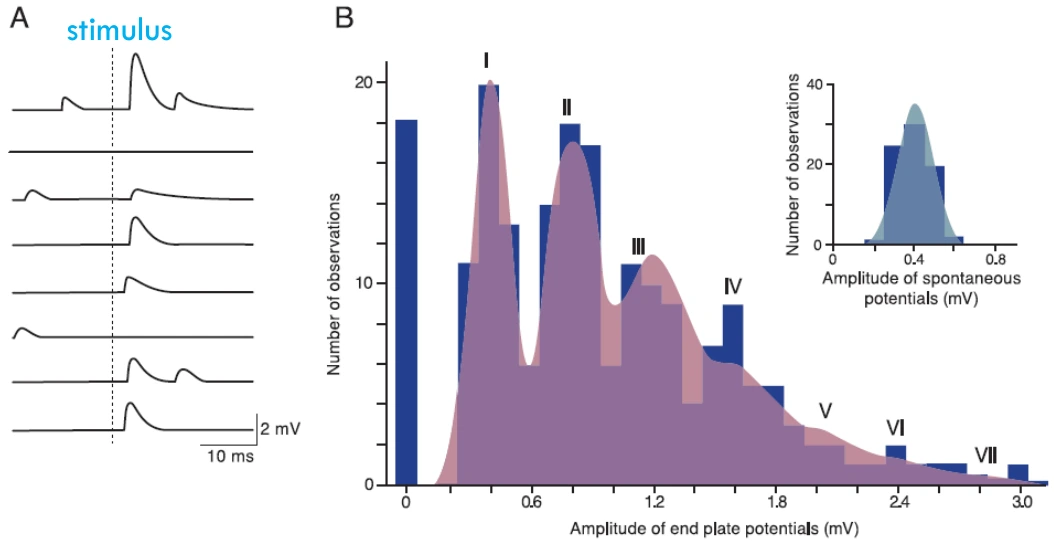 A
stimulus
2 mV
10 ms
B
Number of observations
20
10
0
I
II
III
IV
V
VI
VII
0
0.6
1.2
1.8
2.4
3.0
Amplitude of end plate potentials (mV)
Number of observations
40
20
0
0
0.4
0.8
Amplitude of spontaneous
potentials (mV)